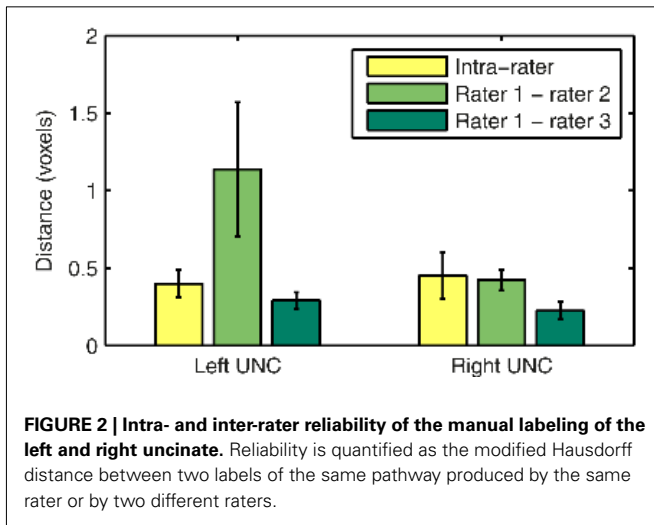 2
1.5
1
0.5
0
Distance (voxels)
Intra-rater
Rater 1 – rater 2
Rater 1 – rater 3
Left UNC
Right UNC
FIGURE 2 | Intra- and inter-rater reliability of the manual labeling of the
left and right uncinate. Reliability is quantified as the modified Hausdorff
distance between two labels of the same pathway produced by the same
rater or by two different raters.